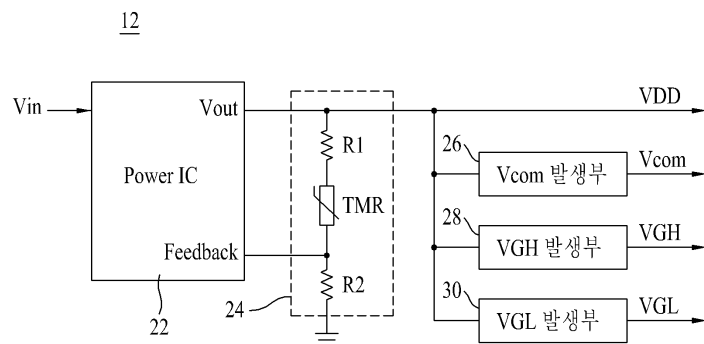 12
Vin
Vout
Power IC
Feedback
22
24
R1
TMR
R2
VDD
26
Vcom 발생부
Vcom
28
VGH 발생부
VGH
30
VGL 발생부
VGL